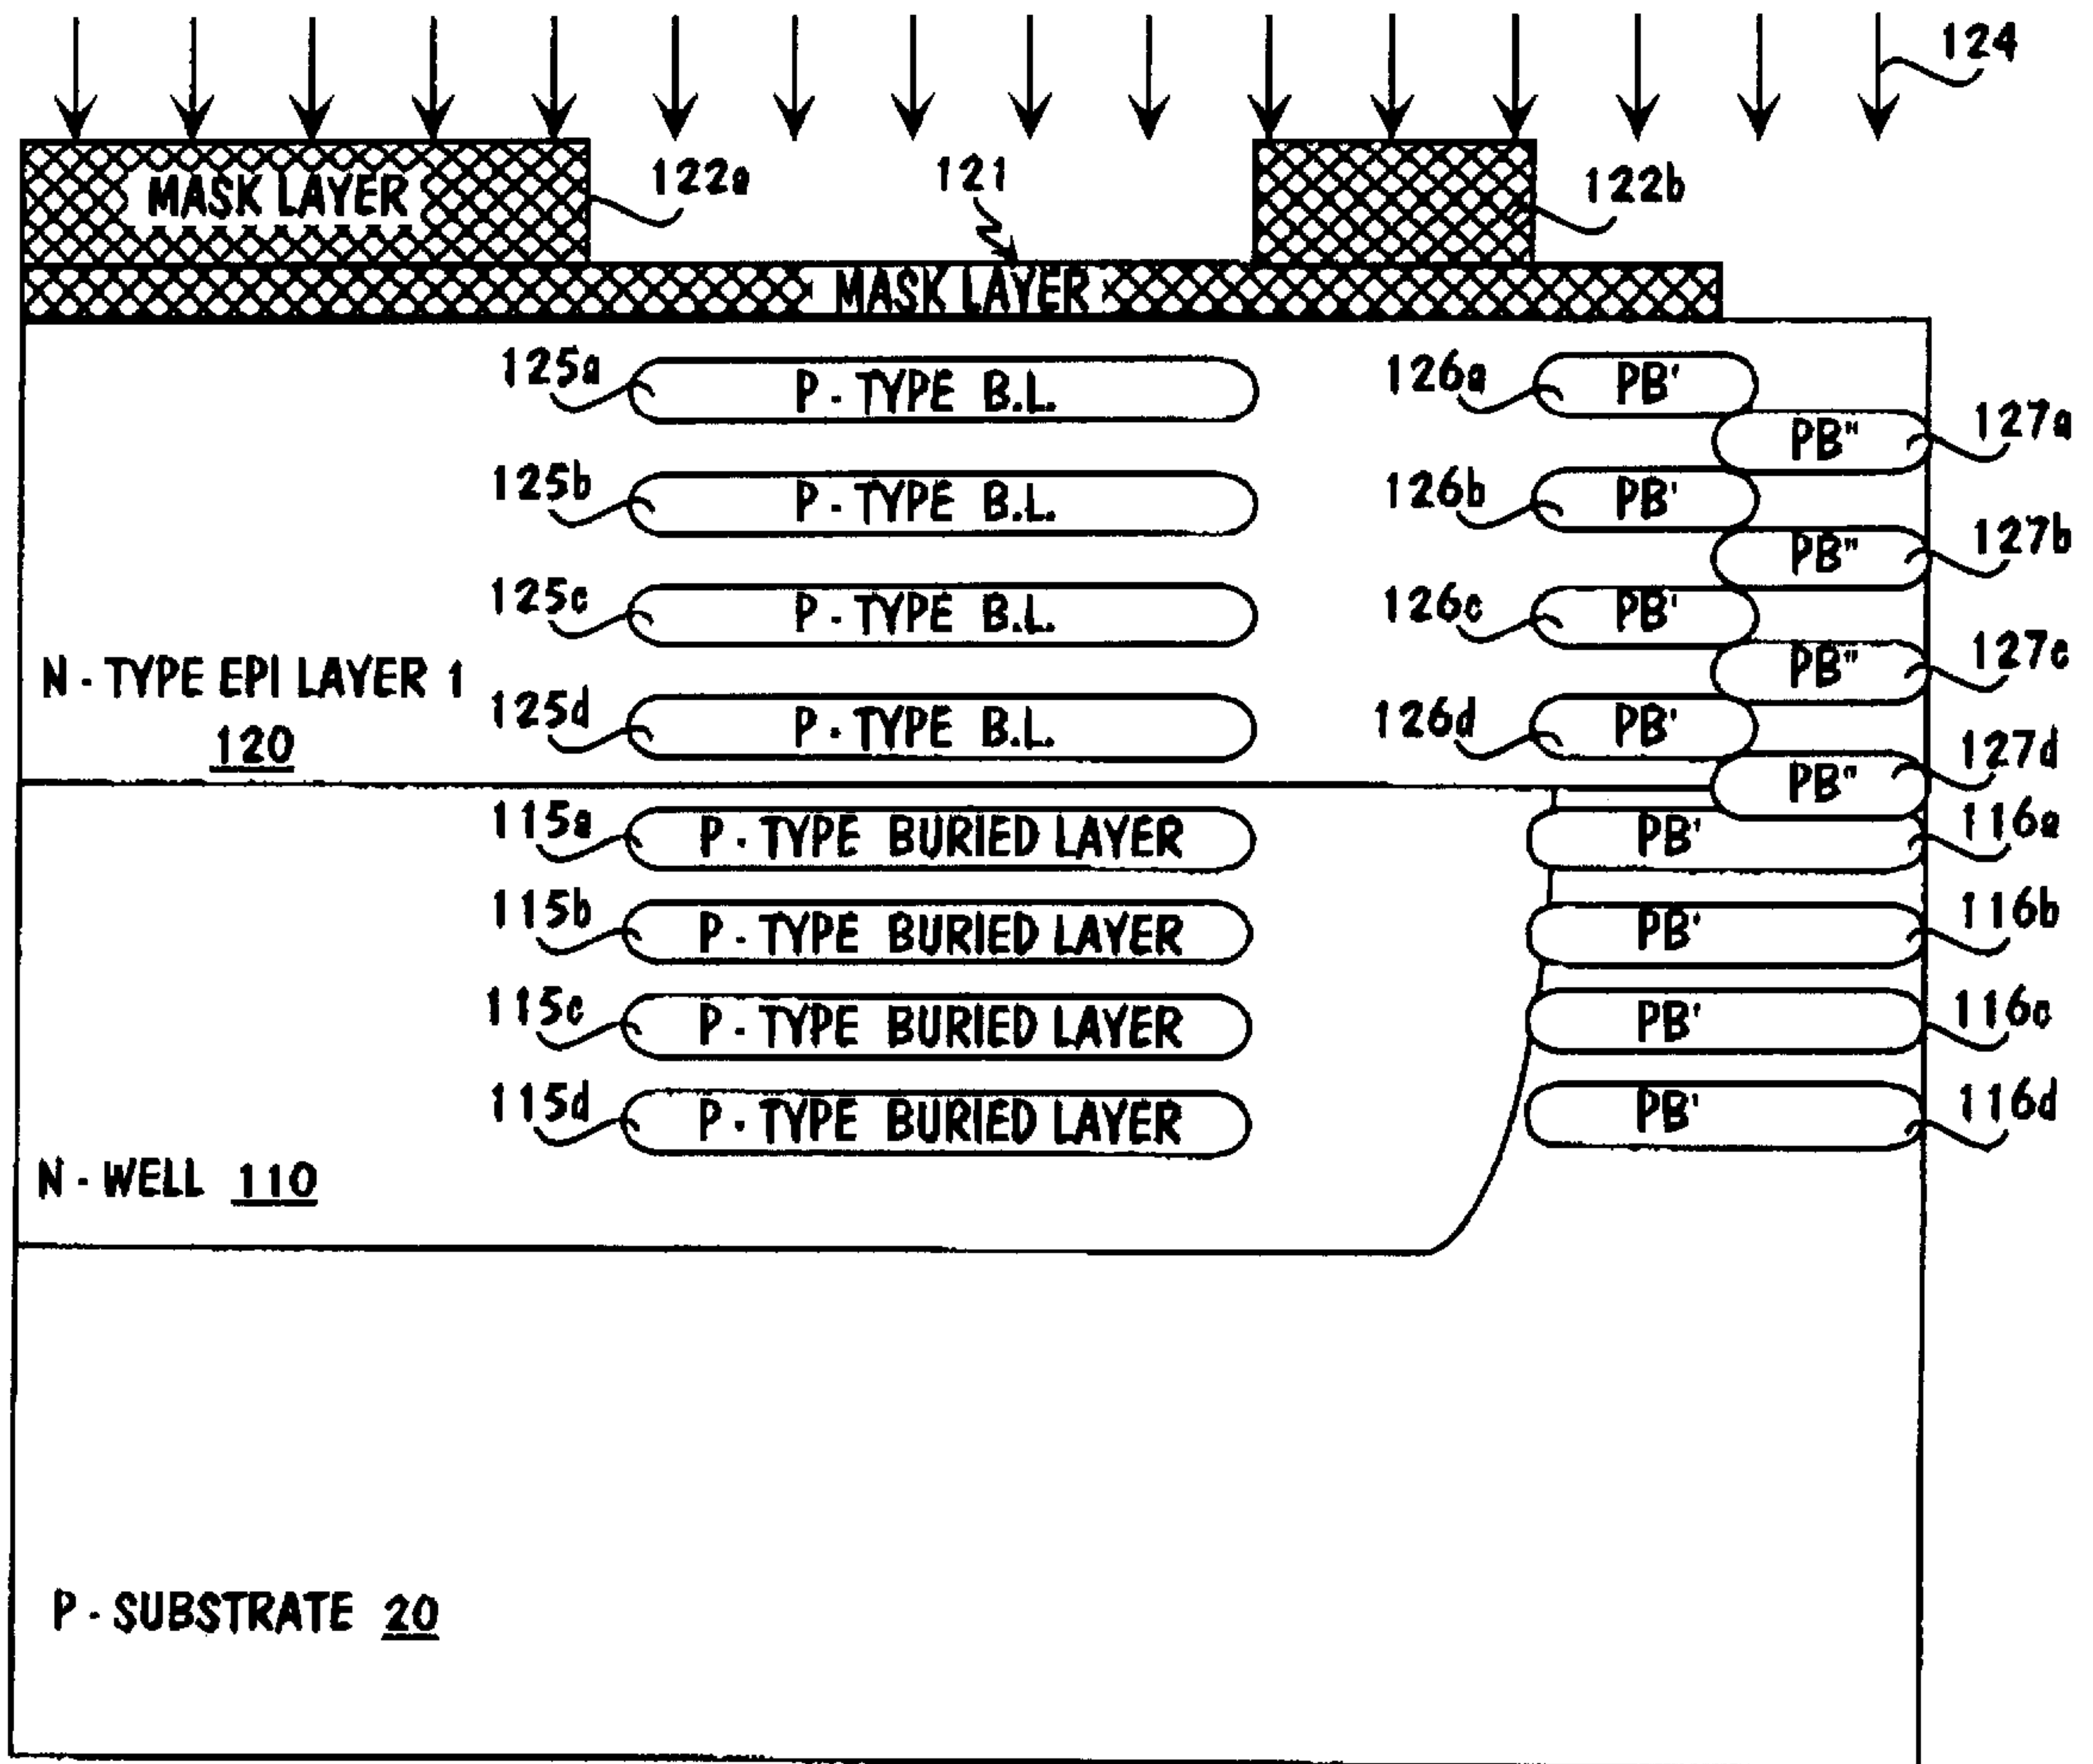 124
MASK LAYER
122a
121
122b
MASK LAYER
125a
P - TYPE B.L.
126a
PB'
PB"
127a
125b
P - TYPE B.L.
126b
PB'
PB"
127b
125c
P - TYPE B.L.
126c
PB'
PB"
127c
N - TYPE EPI LAYER 1
120
125d
P - TYPE B.L.
126d
PB'
PB"
127d
115a
P - TYPE BURIED LAYER
PB'
116a
115b
P - TYPE BURIED LAYER
PB'
116b
115c
P - TYPE BURIED LAYER
PB'
116c
115d
P - TYPE BURIED LAYER
PB'
116d
N - WELL 110
P - SUBSTRATE 20